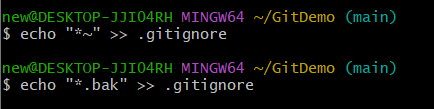 new@DESKTOP-JJIO4RH MINGW64 ~/GitDemo (main)
$ echo "*~" >> .gitignore
new@DESKTOP-JJIO4RH MINGW64 ~/GitDemo (main)
$ echo "*.bak" >> .gitignore